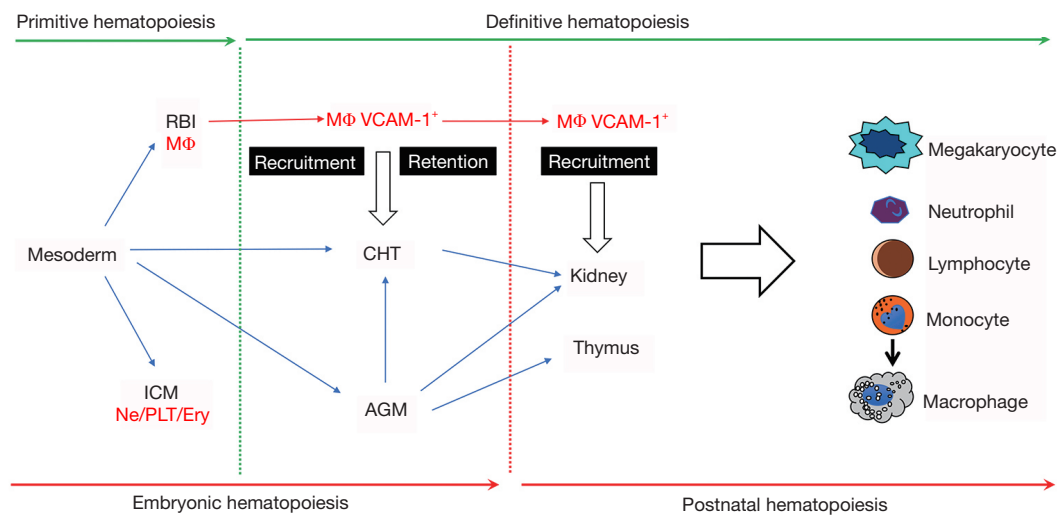 Primitive hematopoiesis
Definitive hematopoiesis
RBI
MΦ
MΦ VCAM-1⁺
MΦ VCAM-1⁺
Recruitment
Retention
Recruitment
Megakaryocyte
Neutrophil
Mesoderm
CHT
Kidney
Lymphocyte
Monocyte
Thymus
ICM
Ne/PLT/Ery
AGM
Macrophage
Embryonic hematopoiesis
Postnatal hematopoiesis